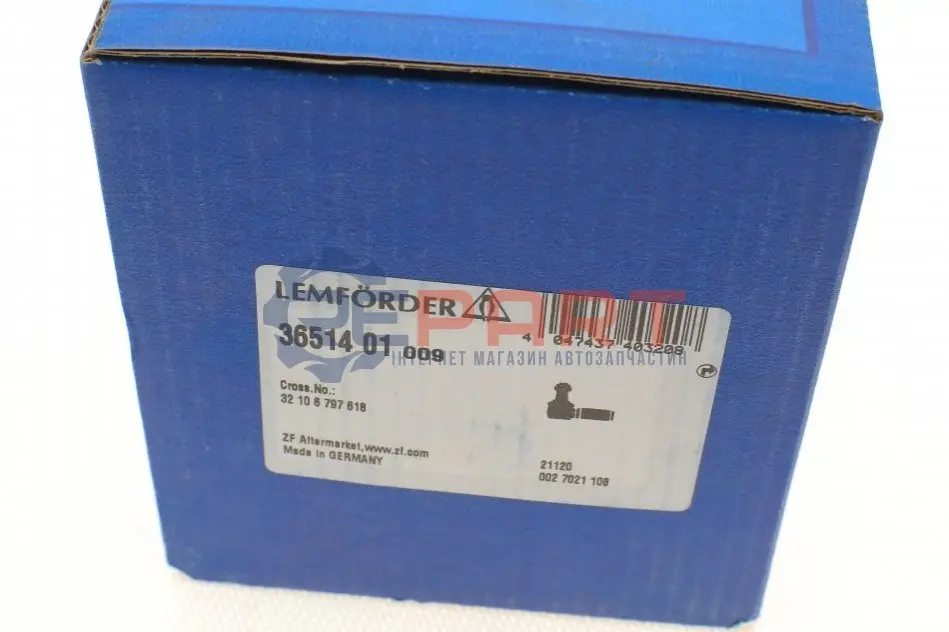 LEMFÖRDER
36514 01 009
4 047437 403208
EPART
ІНТЕРНЕТ МАГАЗИН АВТОЗАПЧАСТИН
Cross.No.:
32 10 6 797 618
ZF Aftermarket,www.zf.com
Made in GERMANY
21120
002 7021 108